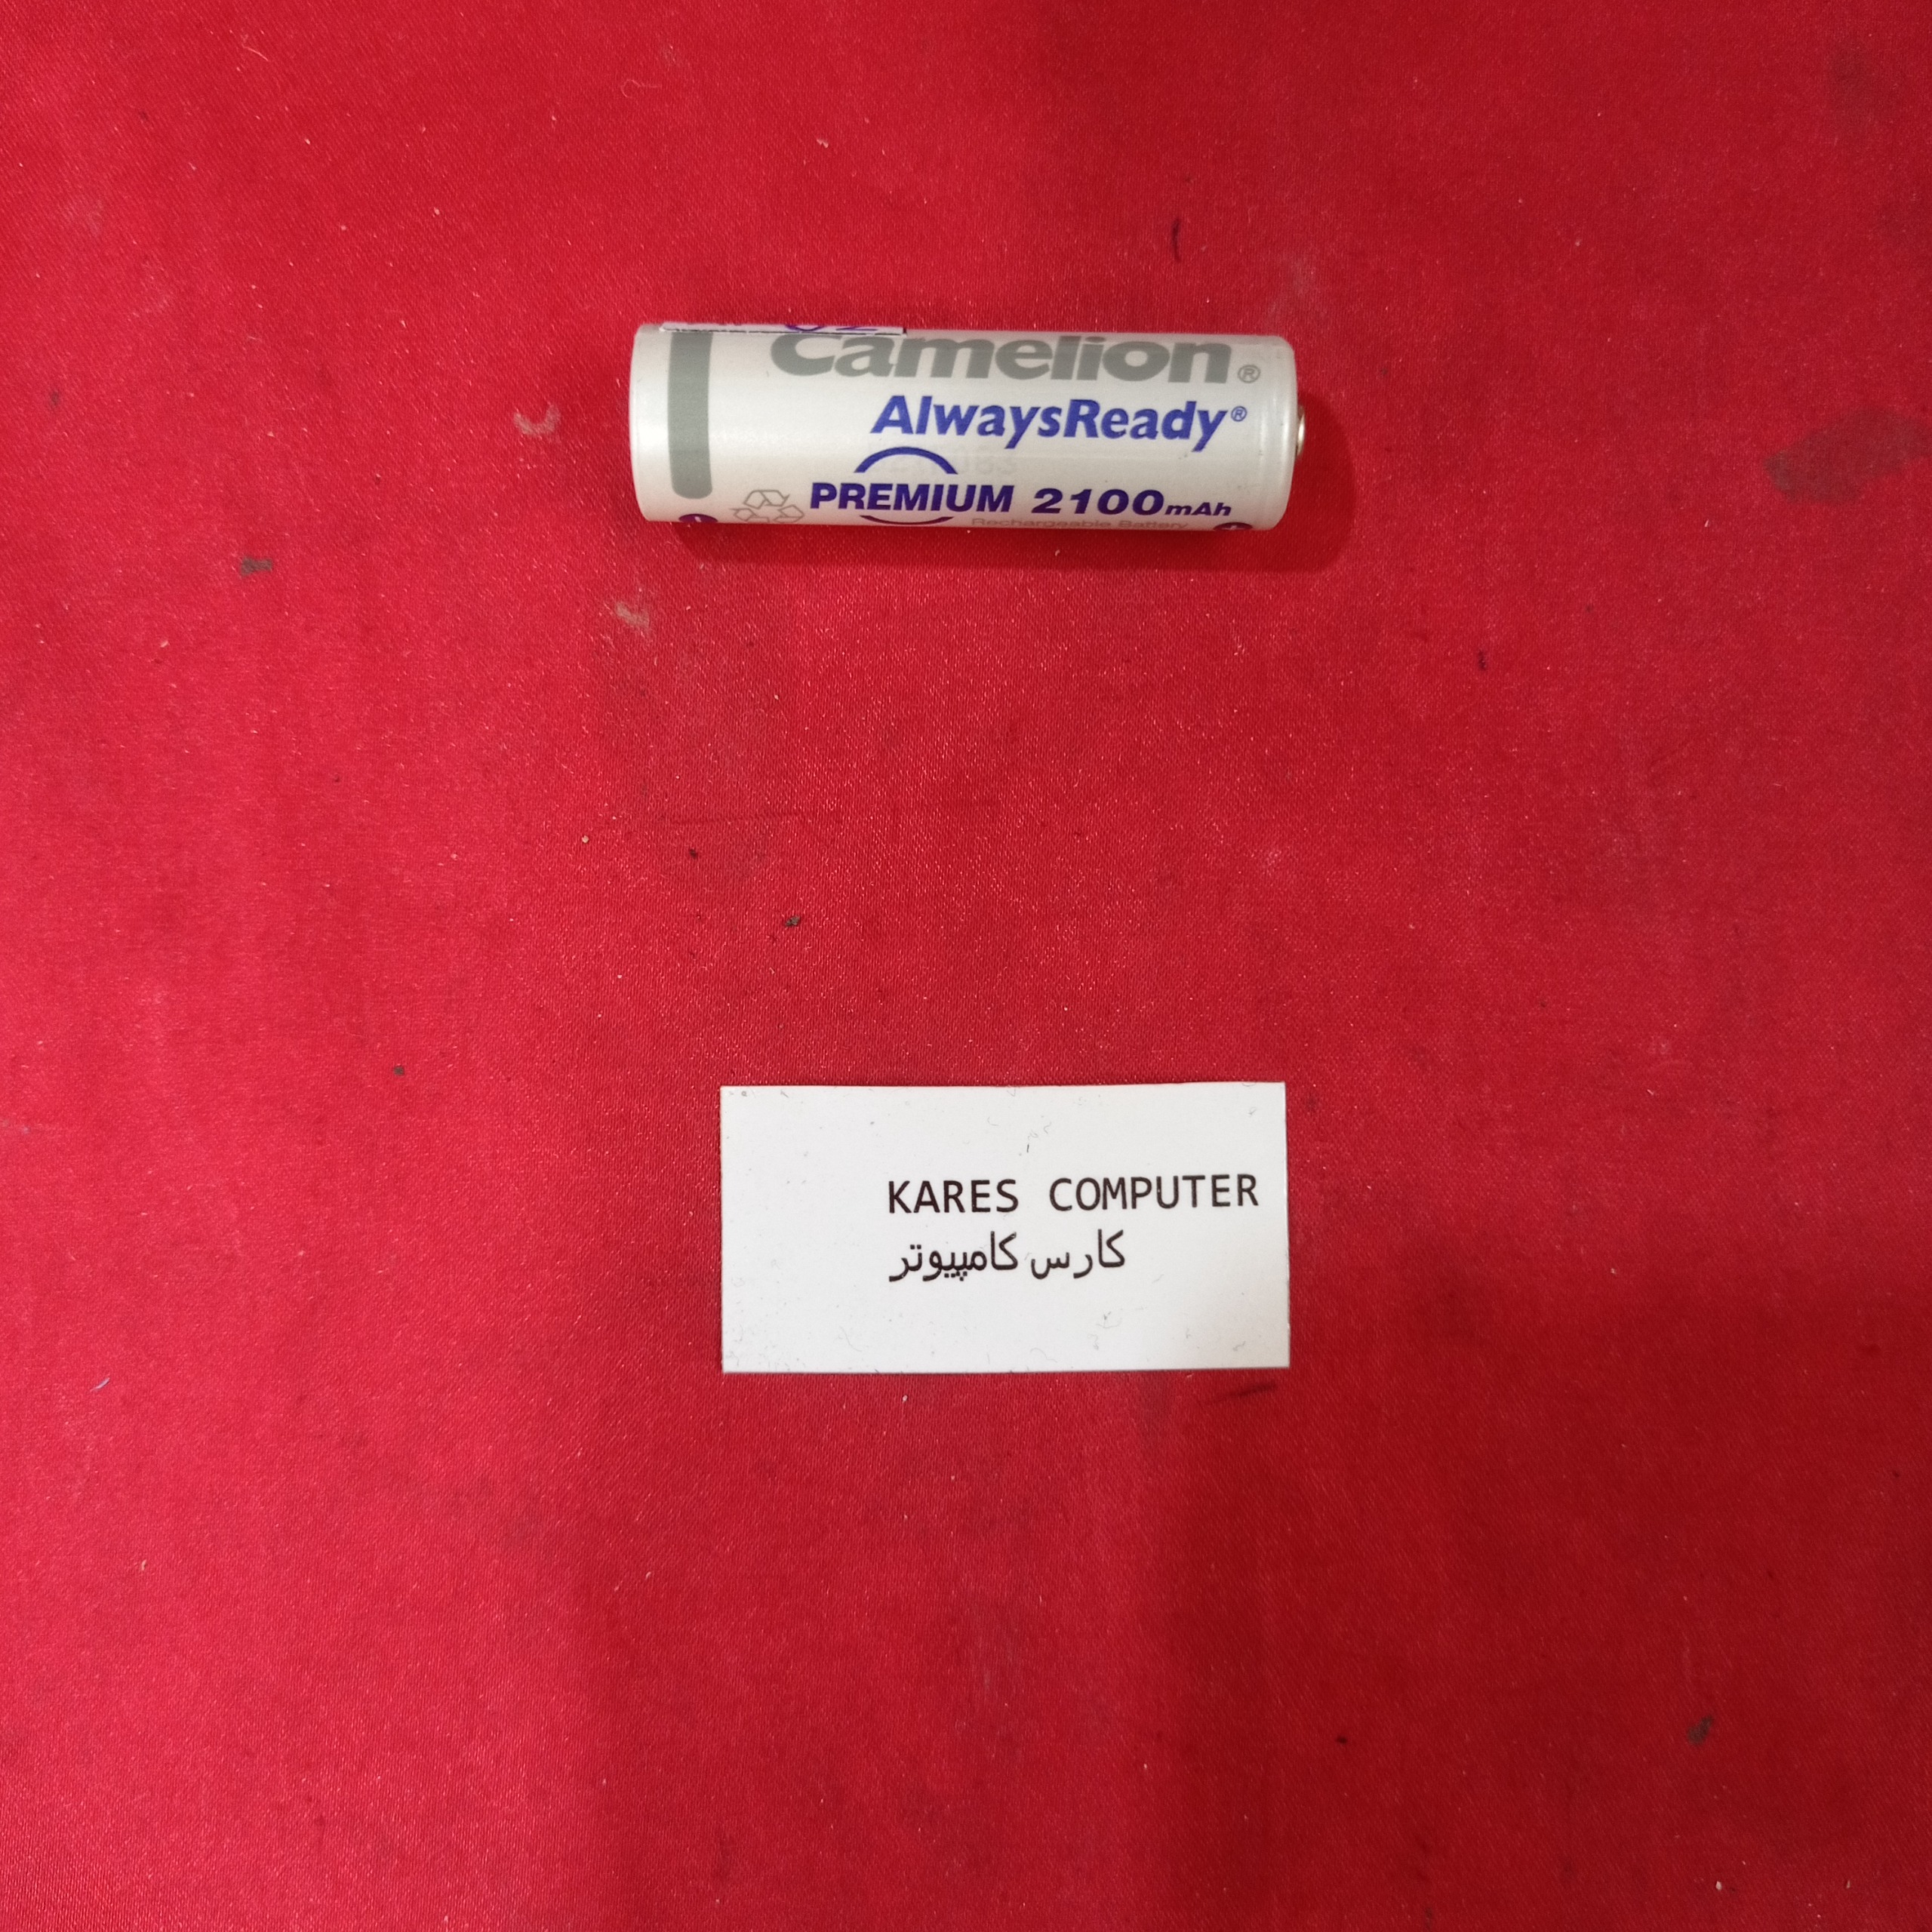 Camelion®
AlwaysReady®
PREMIUM 2100mAh
Rechargeable Battery
KARES COMPUTER
کارس کامپیوتر